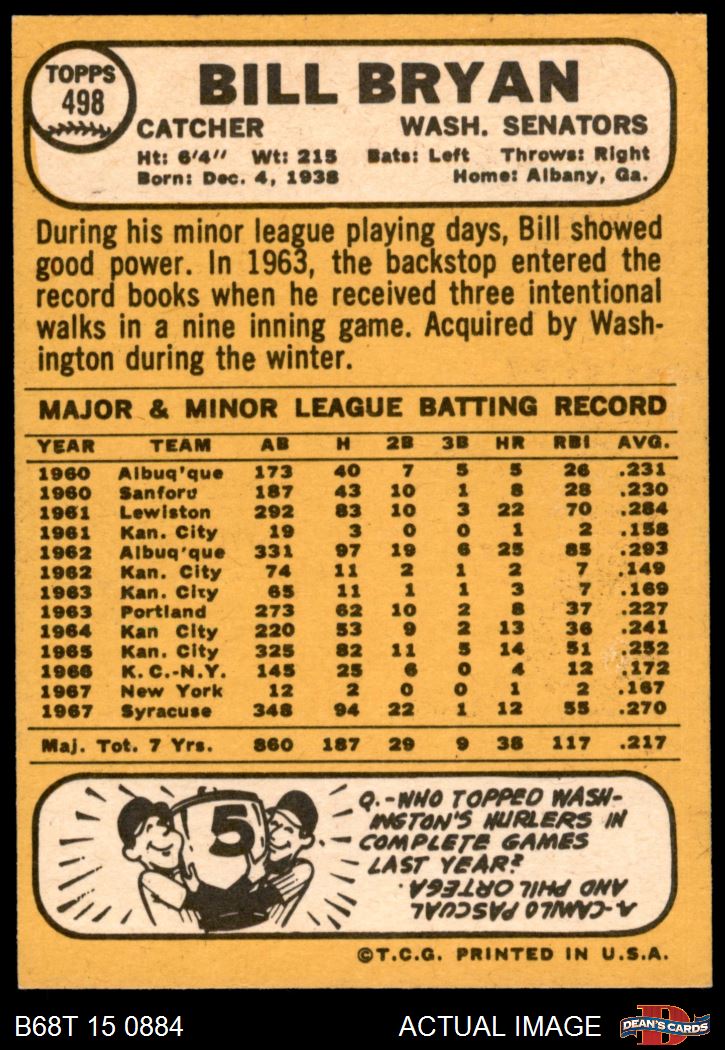 TOPPS
498
BILL BRYAN
CATCHER WASH. SENATORS
Ht: 6'4" Wt: 215 Bats: Left Throws: Right
Born: Dec. 4, 1938 Home: Albany, Ga.
During his minor league playing days, Bill showed
good power. In 1963, the backstop entered the
record books when he received three intentional
walks in a nine inning game. Acquired by Wash-
ington during the winter.
MAJOR & MINOR LEAGUE BATTING RECORD
YEAR TEAM AB H 2B 3B HR RBI AVG.
1960 Albuq'que 173 40 7 5 5 26 .231
1960 Sanford 187 43 10 1 8 28 .230
1961 Lewiston 292 83 10 3 22 70 .284
1961 Kan. City 19 3 0 0 1 2 .158
1962 Albuq'que 331 97 19 6 25 85 .293
1962 Kan. City 74 11 2 1 2 7 .149
1963 Kan. City 65 11 1 1 3 7 .169
1963 Portland 273 62 10 2 8 37 .227
1964 Kan City 220 53 9 2 13 36 .241
1965 Kan. City 325 82 11 5 14 51 .252
1966 K.C.-N.Y. 145 25 6 0 4 12 .172
1967 New York 12 2 0 0 1 2 .167
1967 Syracuse 348 94 22 1 12 55 .270
Maj. Tot. 7 Yrs. 860 187 29 9 38 117 .217
5
Q.-WHO TOPPED WASH-
INGTON'S HURLERS IN
COMPLETE GAMES
LAST YEAR?
A-CAMILO PASCUAL
AND PHIL ORTEGA.
©T.C.G. PRINTED IN U.S.A.
B68T 15 0884 ACTUAL IMAGE D DEAN'S CARDS